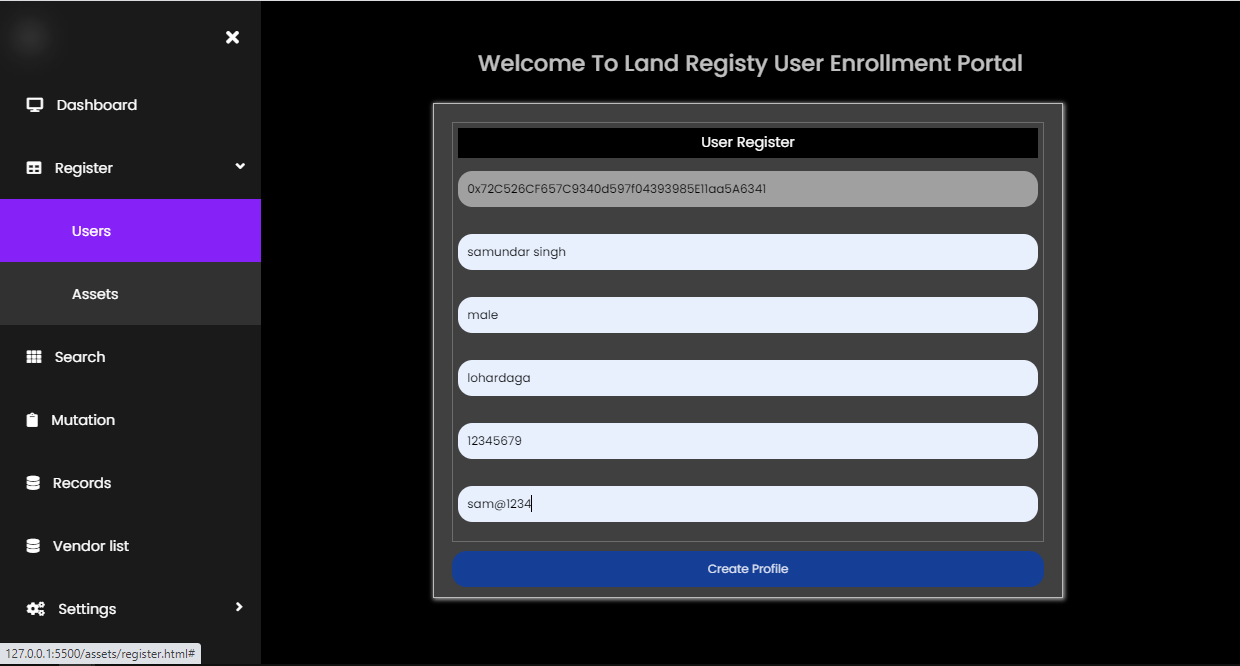 Dashboard
Register
Users
Assets
Search
Mutation
Records
Vendor list
Settings
127.0.0.1:5500/assets/register.html#
Welcome To Land Registy User Enrollment Portal
User Register
0x72C526CF657C9340d597f04393985E11aa5A6341
samundar singh
male
lohardaga
12345679
sam@1234
Create Profile